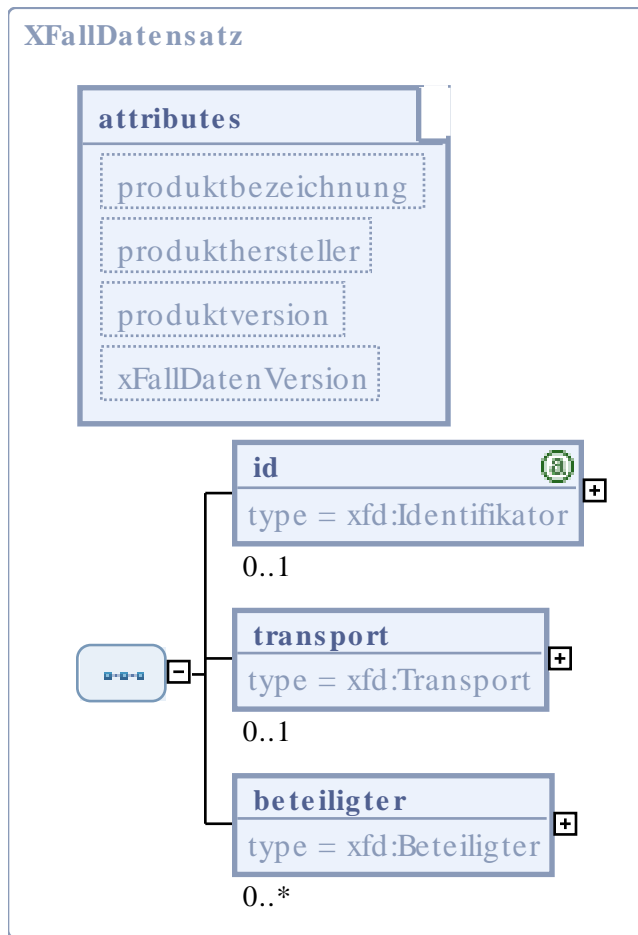 XFallDatensatz
attributes
produktbezeichnung
produkthersteller
produktversion
xFallDatenVersion
id
type = xfd:Identifikator
0..1
transport
type = xfd:Transport
0..1
beteiligter
type = xfd:Beteiligter
0..*